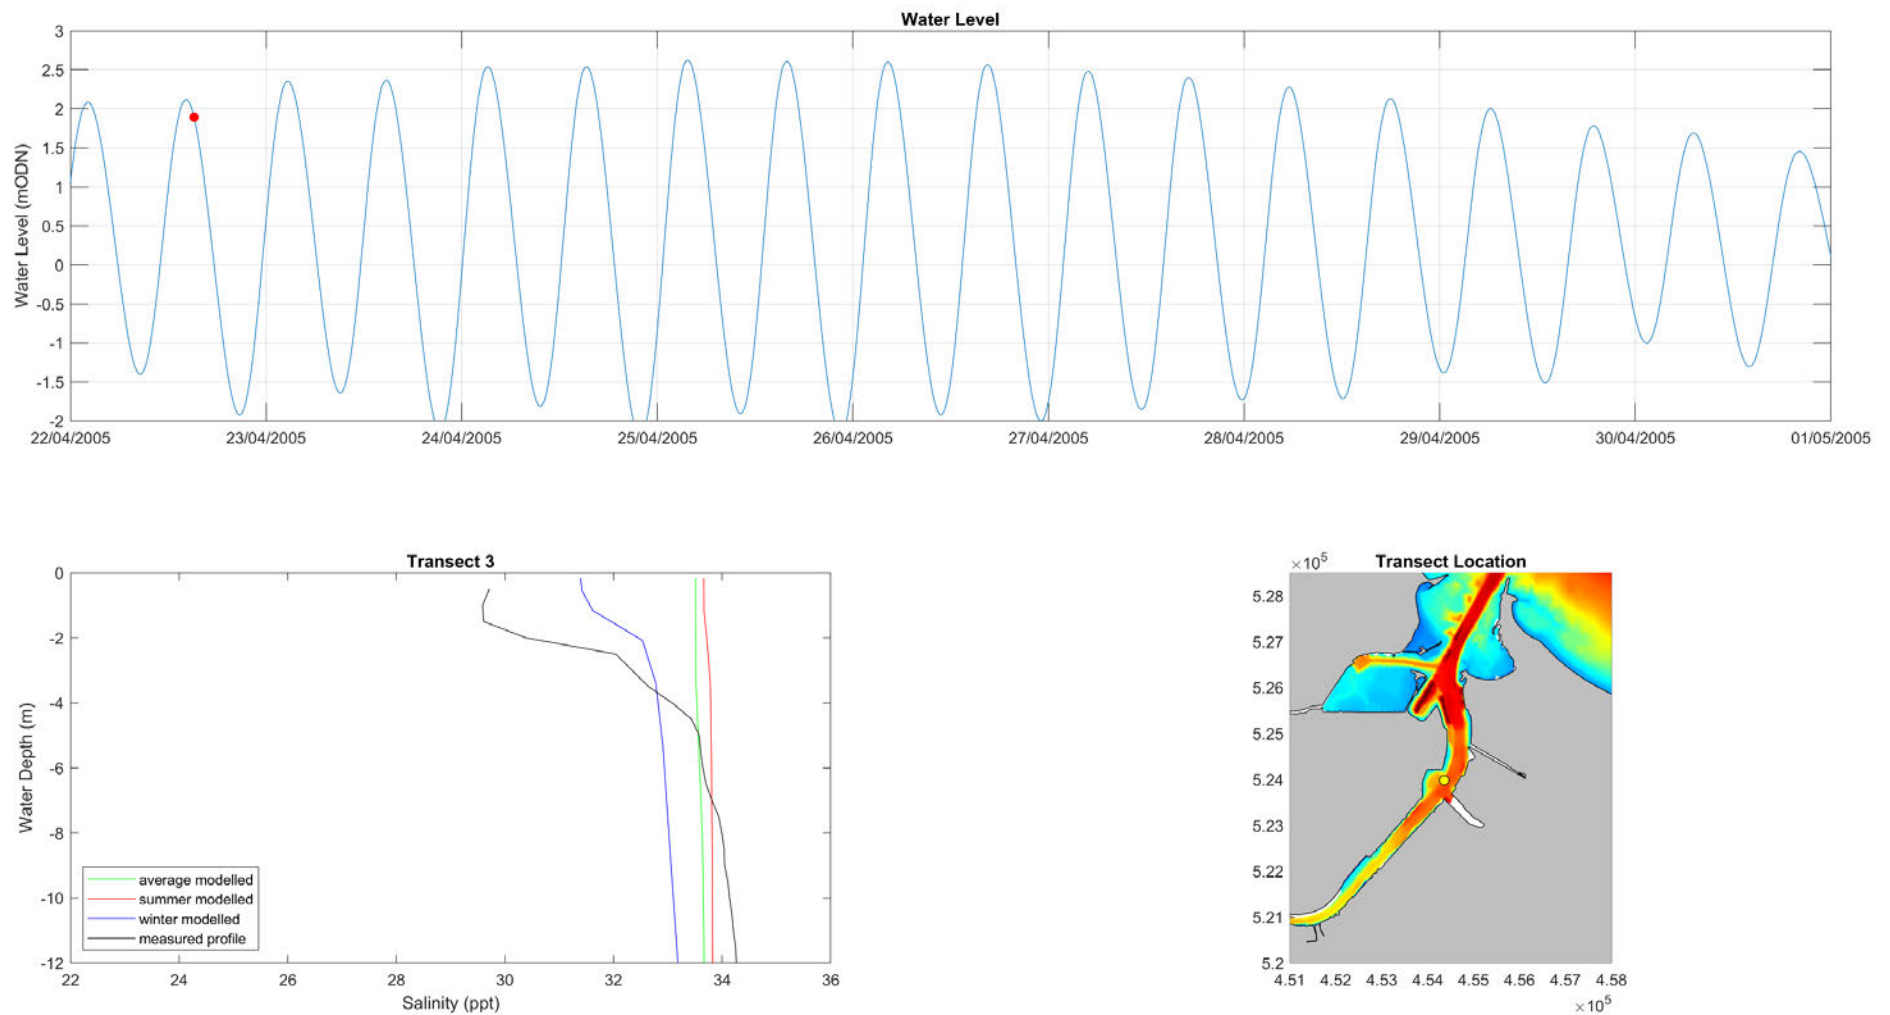 Water Level
3
2.5
2
1.5
1
0.5
0
-0.5
-1
-1.5
-2
Water Level (mODN)
22/04/2005 23/04/2005 24/04/2005 25/04/2005 26/04/2005 27/04/2005 28/04/2005 29/04/2005 30/04/2005 01/05/2005
Transect 3
0
-2
-4
-6
-8
-10
-12
Water Depth (m)
average modelled
summer modelled
winter modelled
measured profile
22 24 26 28 30 32 34 36
Salinity (ppt)
×10⁵ Transect Location
5.28
5.27
5.26
5.25
5.24
5.23
5.22
5.21
5.2
4.51 4.52 4.53 4.54 4.55 4.56 4.57 4.58
×10⁵